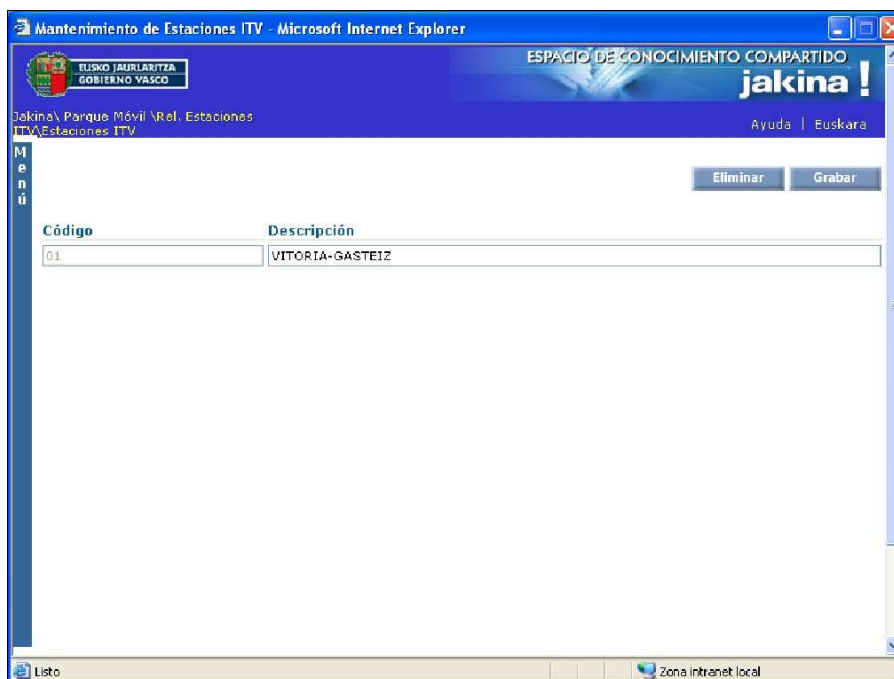 Mantenimiento de Estaciones ITV - Microsoft Internet Explorer
EUSKO JAURLARITZA
GOBIERNO VASCO
ESPACIO DE CONOCIMIENTO COMPARTIDO
jakina !
Jakina\ Parque Móvil \Rel. Estaciones
ITV\Estaciones ITV
Ayuda | Euskara
Menú
Eliminar Grabar
Código Descripción
01 VITORIA-GASTEIZ
Listo Zona intranet local